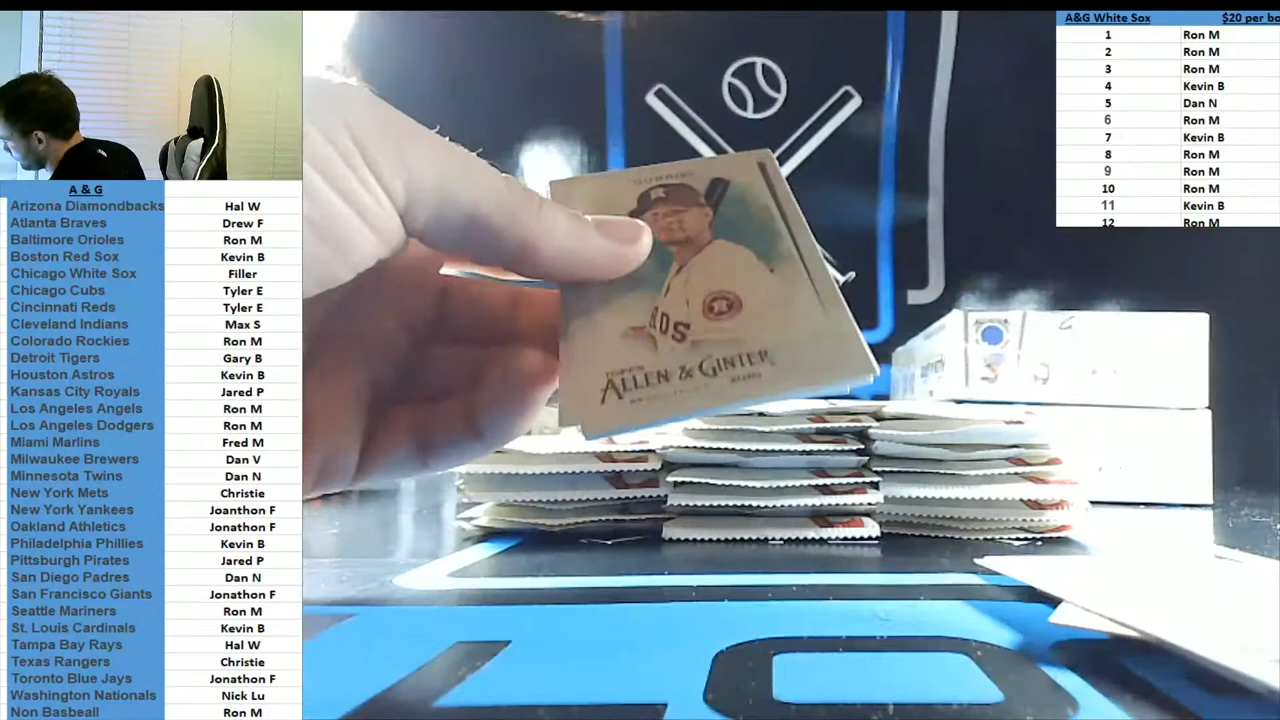 A & G
Arizona Diamondbacks Hal W
Atlanta Braves Drew F
Baltimore Orioles Ron M
Boston Red Sox Kevin B
Chicago White Sox Filler
Chicago Cubs Tyler E
Cincinnati Reds Tyler E
Cleveland Indians Max S
Colorado Rockies Ron M
Detroit Tigers Gary B
Houston Astros Kevin B
Kansas City Royals Jared P
Los Angeles Angels Ron M
Los Angeles Dodgers Ron M
Miami Marlins Fred M
Milwaukee Brewers Dan V
Minnesota Twins Dan N
New York Mets Christie
New York Yankees Joanthon F
Oakland Athletics Jonathon F
Philadelphia Phillies Kevin B
Pittsburgh Pirates Jared P
San Diego Padres Dan N
San Francisco Giants Jonathon F
Seattle Mariners Ron M
St. Louis Cardinals Kevin B
Tampa Bay Rays Hal W
Texas Rangers Christie
Toronto Blue Jays Jonathon F
Washington Nationals Nick Lu
Non Basbeall Ron M
ROS
TOPPS
ALLEN & GINTER
A&G White Sox $20 per bo
1 Ron M
2 Ron M
3 Ron M
4 Kevin B
5 Dan N
6 Ron M
7 Kevin B
8 Ron M
9 Ron M
10 Ron M
11 Kevin B
12 Ron M